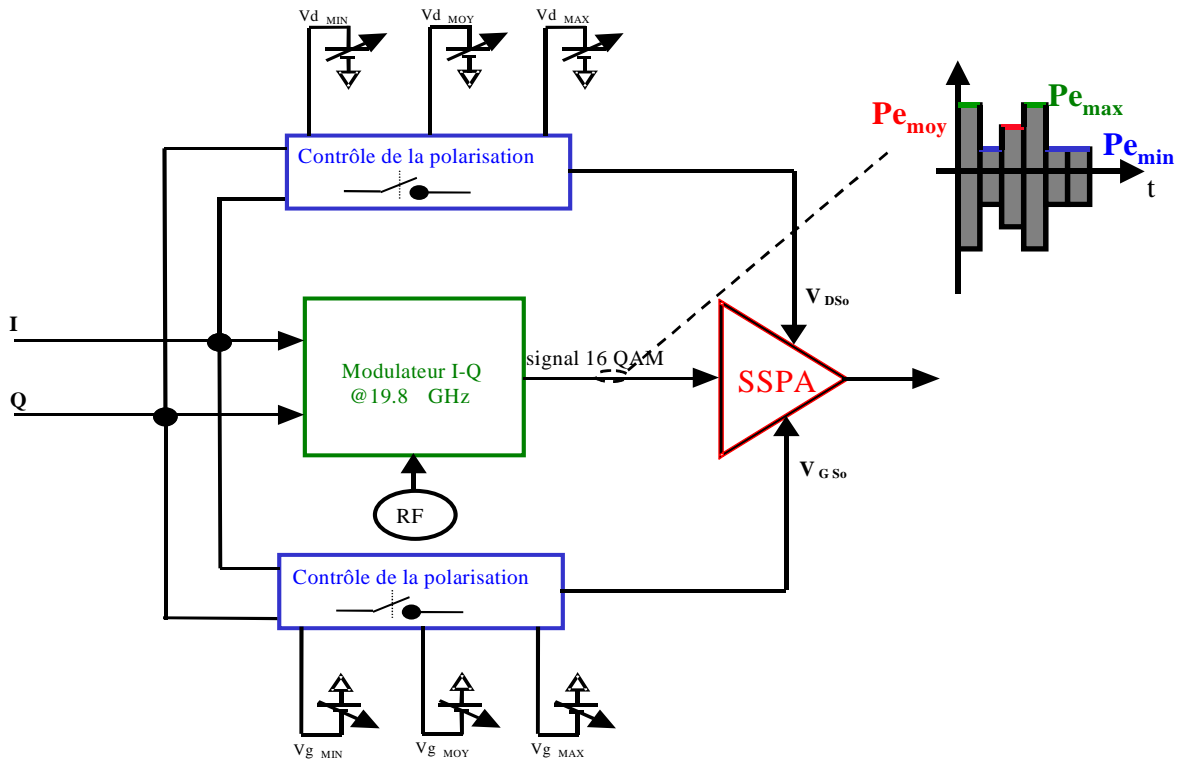 Vd MIN
Vd MOY
Vd MAX
Pe moy
Pe max
Pe min
t
Contrôle de la polarisation
V DSo
I
Q
Modulateur I-Q
@19.8 GHz
signal 16 QAM
SSPA
V G So
RF
Contrôle de la polarisation
Vg MIN
Vg MOY
Vg MAX